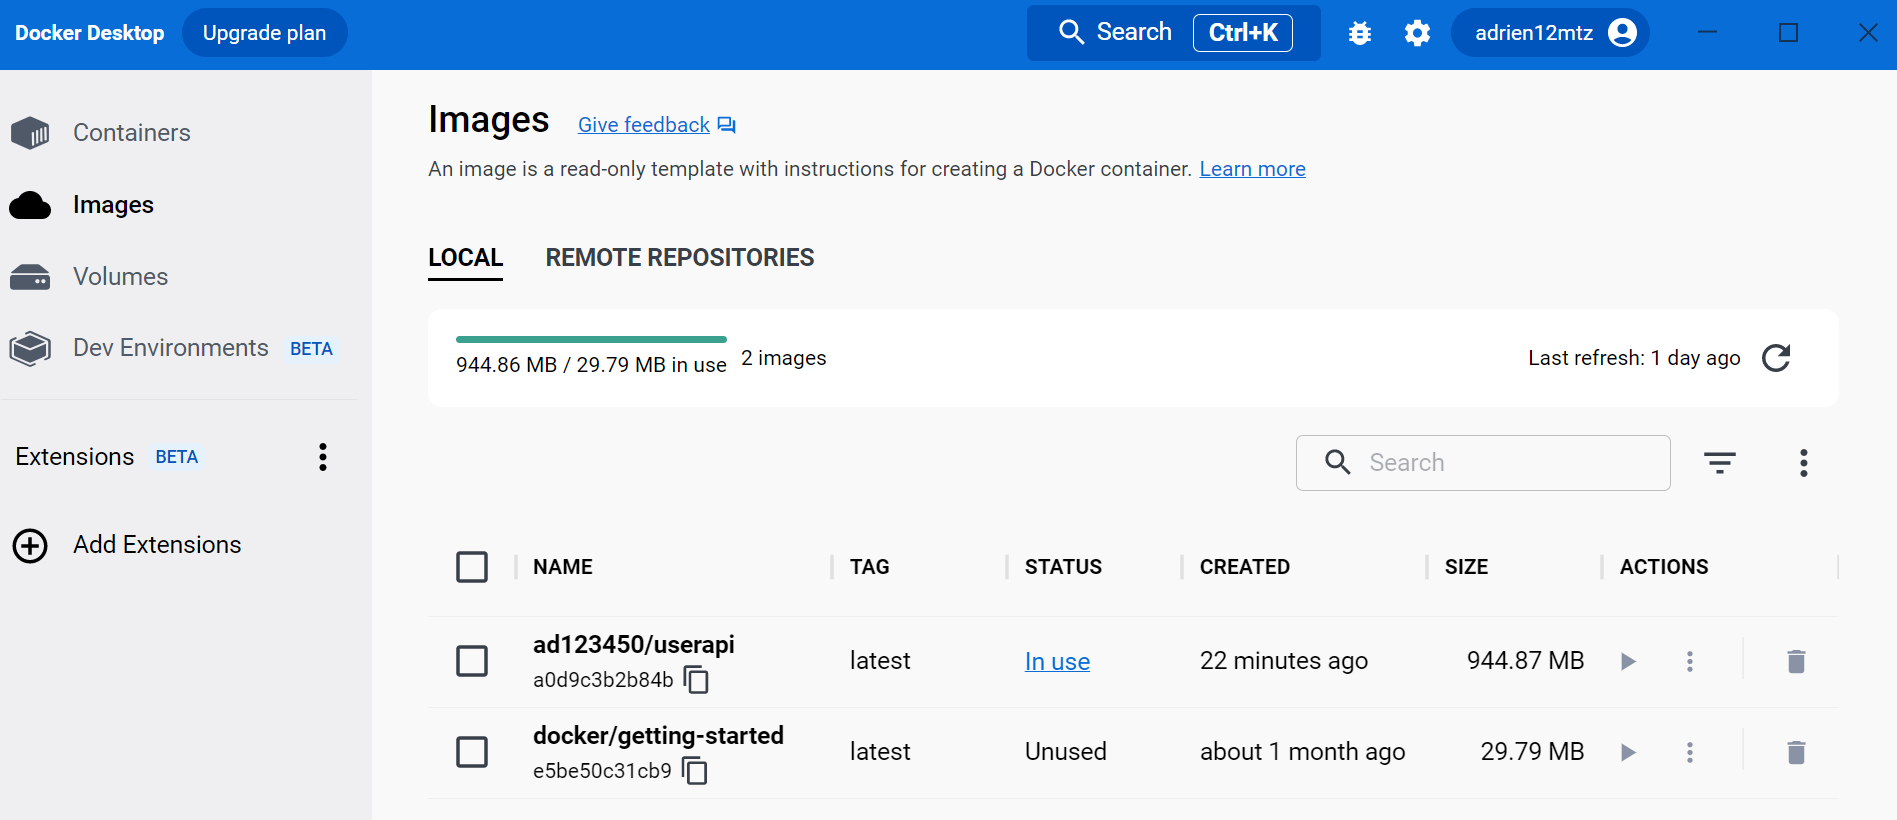 Docker Desktop Upgrade plan Search Ctrl+K adrien12mtz
Containers
Images
Volumes
Dev Environments BETA
Extensions BETA
Add Extensions
Images Give feedback
An image is a read-only template with instructions for creating a Docker container. Learn more
LOCAL REMOTE REPOSITORIES
944.86 MB / 29.79 MB in use 2 images Last refresh: 1 day ago
Search
NAME TAG STATUS CREATED SIZE ACTIONS
ad123450/userapi latest In use 22 minutes ago 944.87 MB
a0d9c3b2b84b
docker/getting-started latest Unused about 1 month ago 29.79 MB
e5be50c31cb9